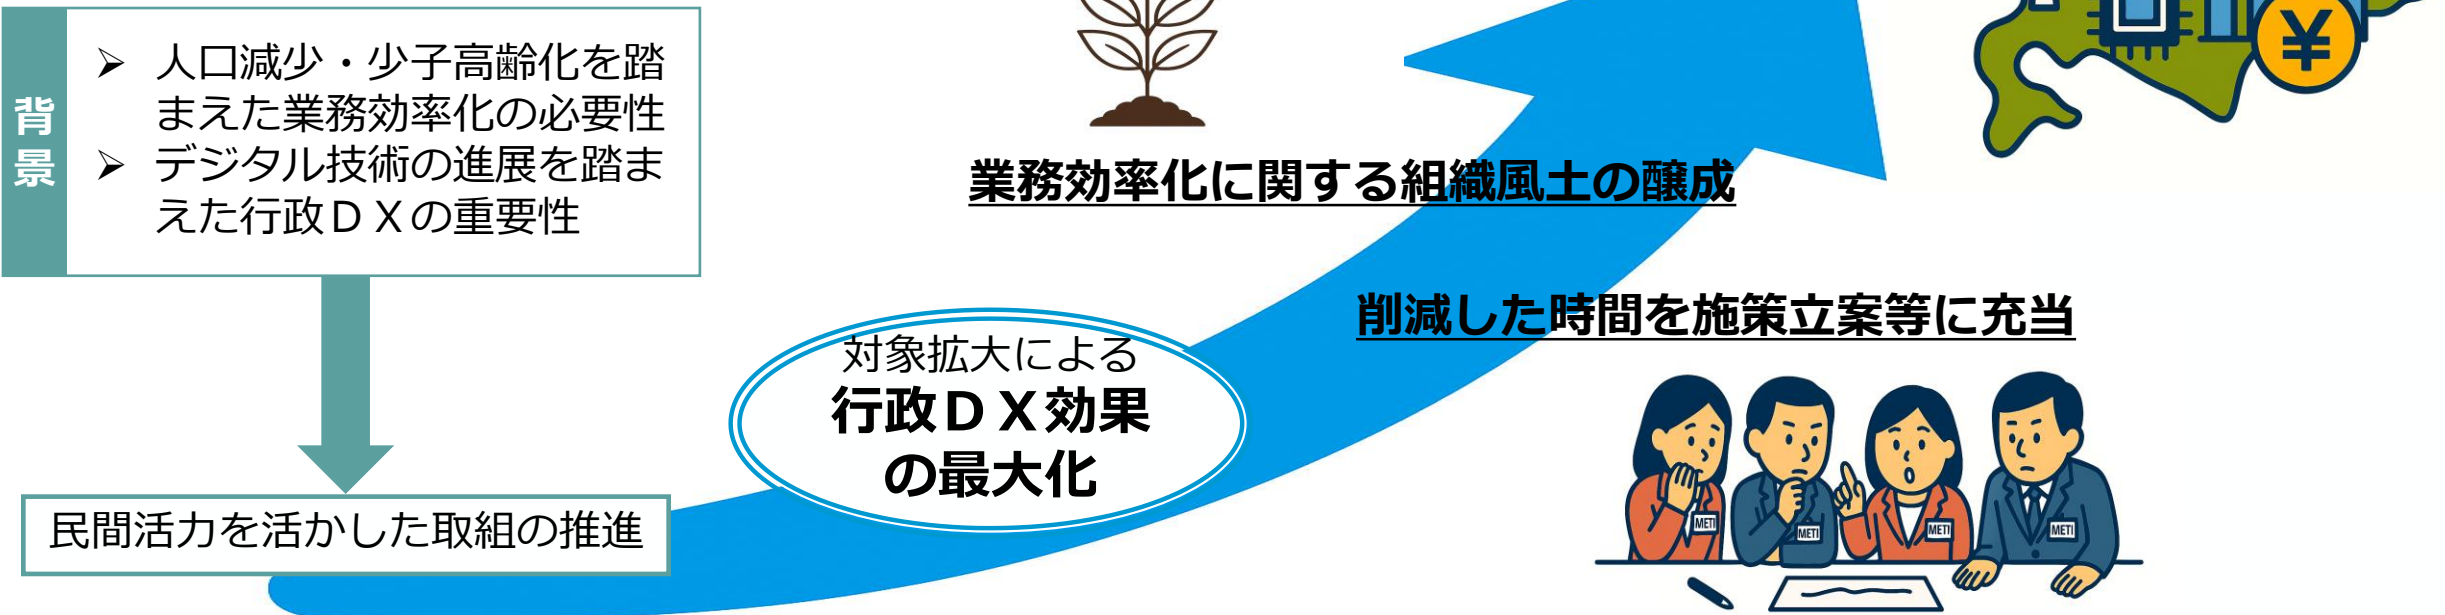 背景
➢ 人口減少・少子高齢化を踏
まえた業務効率化の必要性
➢ デジタル技術の進展を踏ま
えた行政ＤＸの重要性
民間活力を活かした取組の推進
対象拡大による
行政ＤＸ効果
の最大化
業務効率化に関する組織風土の醸成
¥
削減した時間を施策立案等に充当
METI
METI
METI
METI